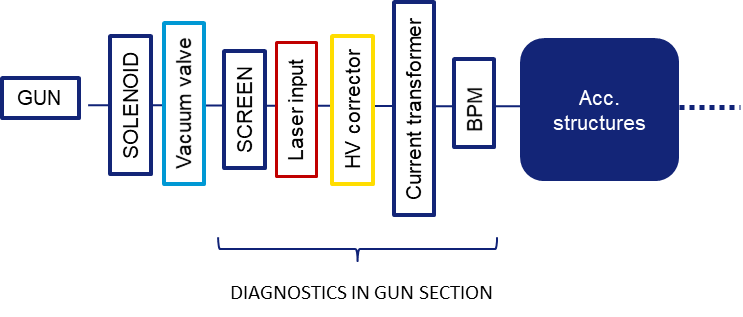 GUN
SOLENOID
Vacuum valve
SCREEN
Laser input
HV corrector
Current transformer
BPM
Acc.
structures
DIAGNOSTICS IN GUN SECTION